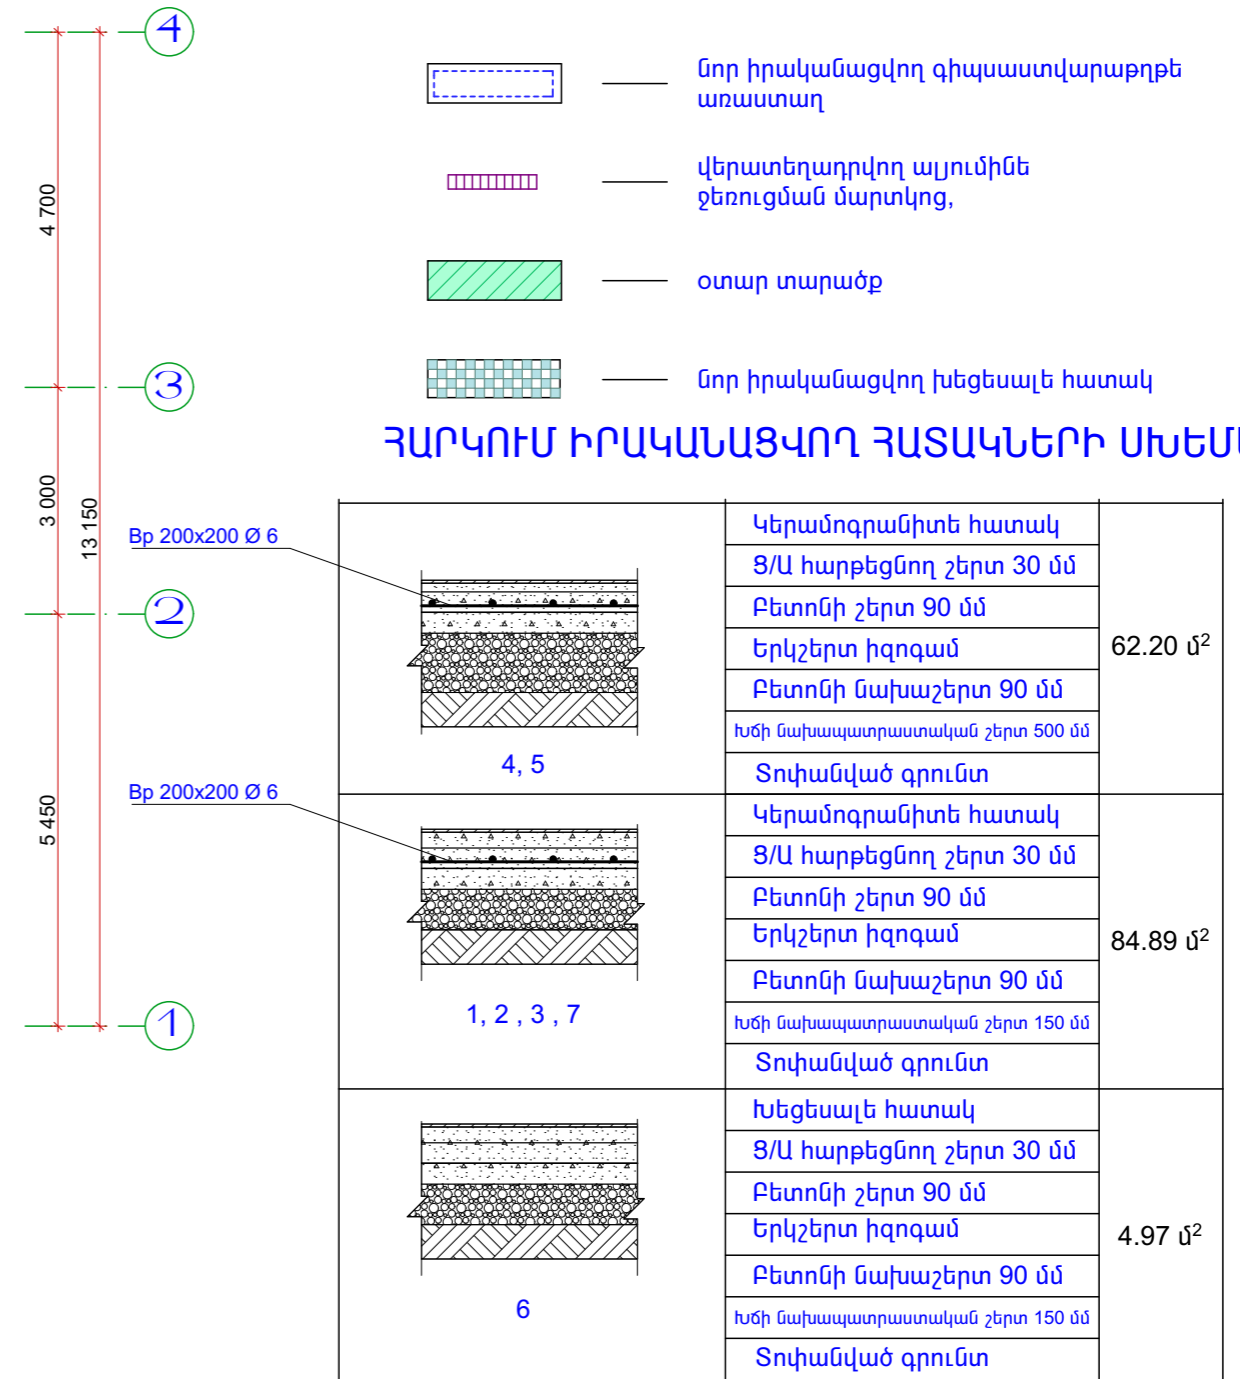 4
նոր իրականացվող գիպսաստվարաթղթե
առաստաղ
վերատեղադրվող ալյումինե
ջեռուցման մարտկոց,
4 700
օտար տարածք
3
նոր իրականացվող խեցեսալե հատակ
ՀԱՐԿՈՒՄ ԻՐԱԿԱՆԱՑՎՈՂ ՀԱՏԱԿՆԵՐԻ ՍԽԵՄ
3 000
13 150
Вр 200x200 Ø 6
2
Կերամոգրանիտե հատակ
Ց/Ա հարթեցնող շերտ 30 մմ
Բետոնի շերտ 90 մմ
Երկշերտ իզոգամ
Բետոնի նախաշերտ 90 մմ
Խճի նախապատրաստական շերտ 500 մմ
Տոփանված գրունտ
62.20 մ²
4, 5
5 450
Вр 200x200 Ø 6
Կերամոգրանիտե հատակ
Ց/Ա հարթեցնող շերտ 30 մմ
Բետոնի շերտ 90 մմ
Երկշերտ իզոգամ
Բետոնի նախաշերտ 90 մմ
Խճի նախապատրաստական շերտ 150 մմ
Տոփանված գրունտ
84.89 մ²
1, 2 , 3 , 7
1
Խեցեսալե հատակ
Ց/Ա հարթեցնող շերտ 30 մմ
Բետոնի շերտ 90 մմ
Երկշերտ իզոգամ
Բետոնի նախաշերտ 90 մմ
Խճի նախապատրաստական շերտ 150 մմ
Տոփանված գրունտ
4.97 մ²
6